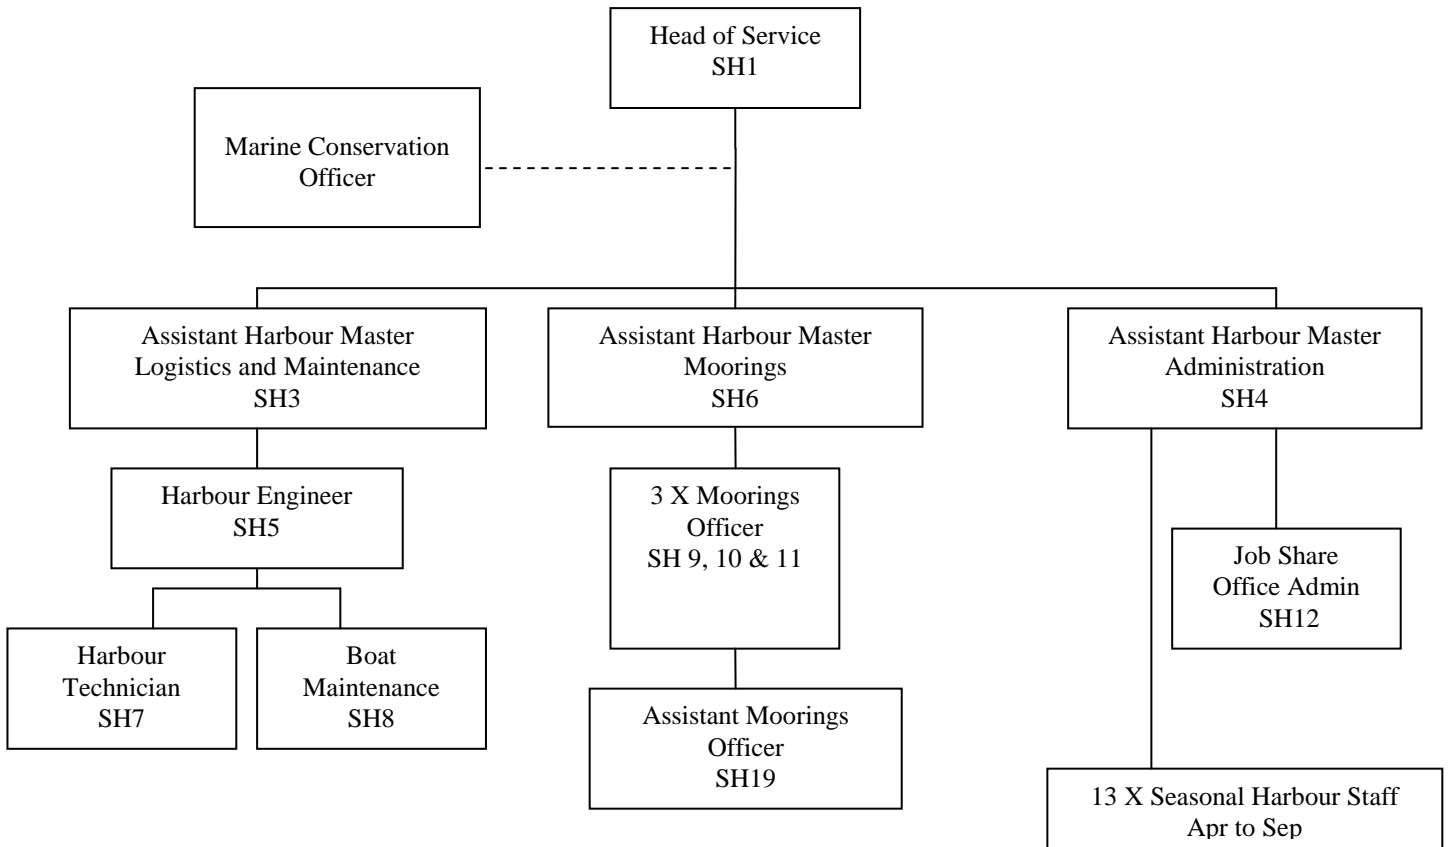 Head of Service
SH1
Marine Conservation
Officer
Assistant Harbour Master
Logistics and Maintenance
SH3
Assistant Harbour Master
Moorings
SH6
Assistant Harbour Master
Administration
SH4
Harbour Engineer
SH5
3 X Moorings
Officer
SH 9, 10 & 11
Job Share
Office Admin
SH12
Harbour
Technician
SH7
Boat
Maintenance
SH8
Assistant Moorings
Officer
SH19
13 X Seasonal Harbour Staff
Apr to Sep